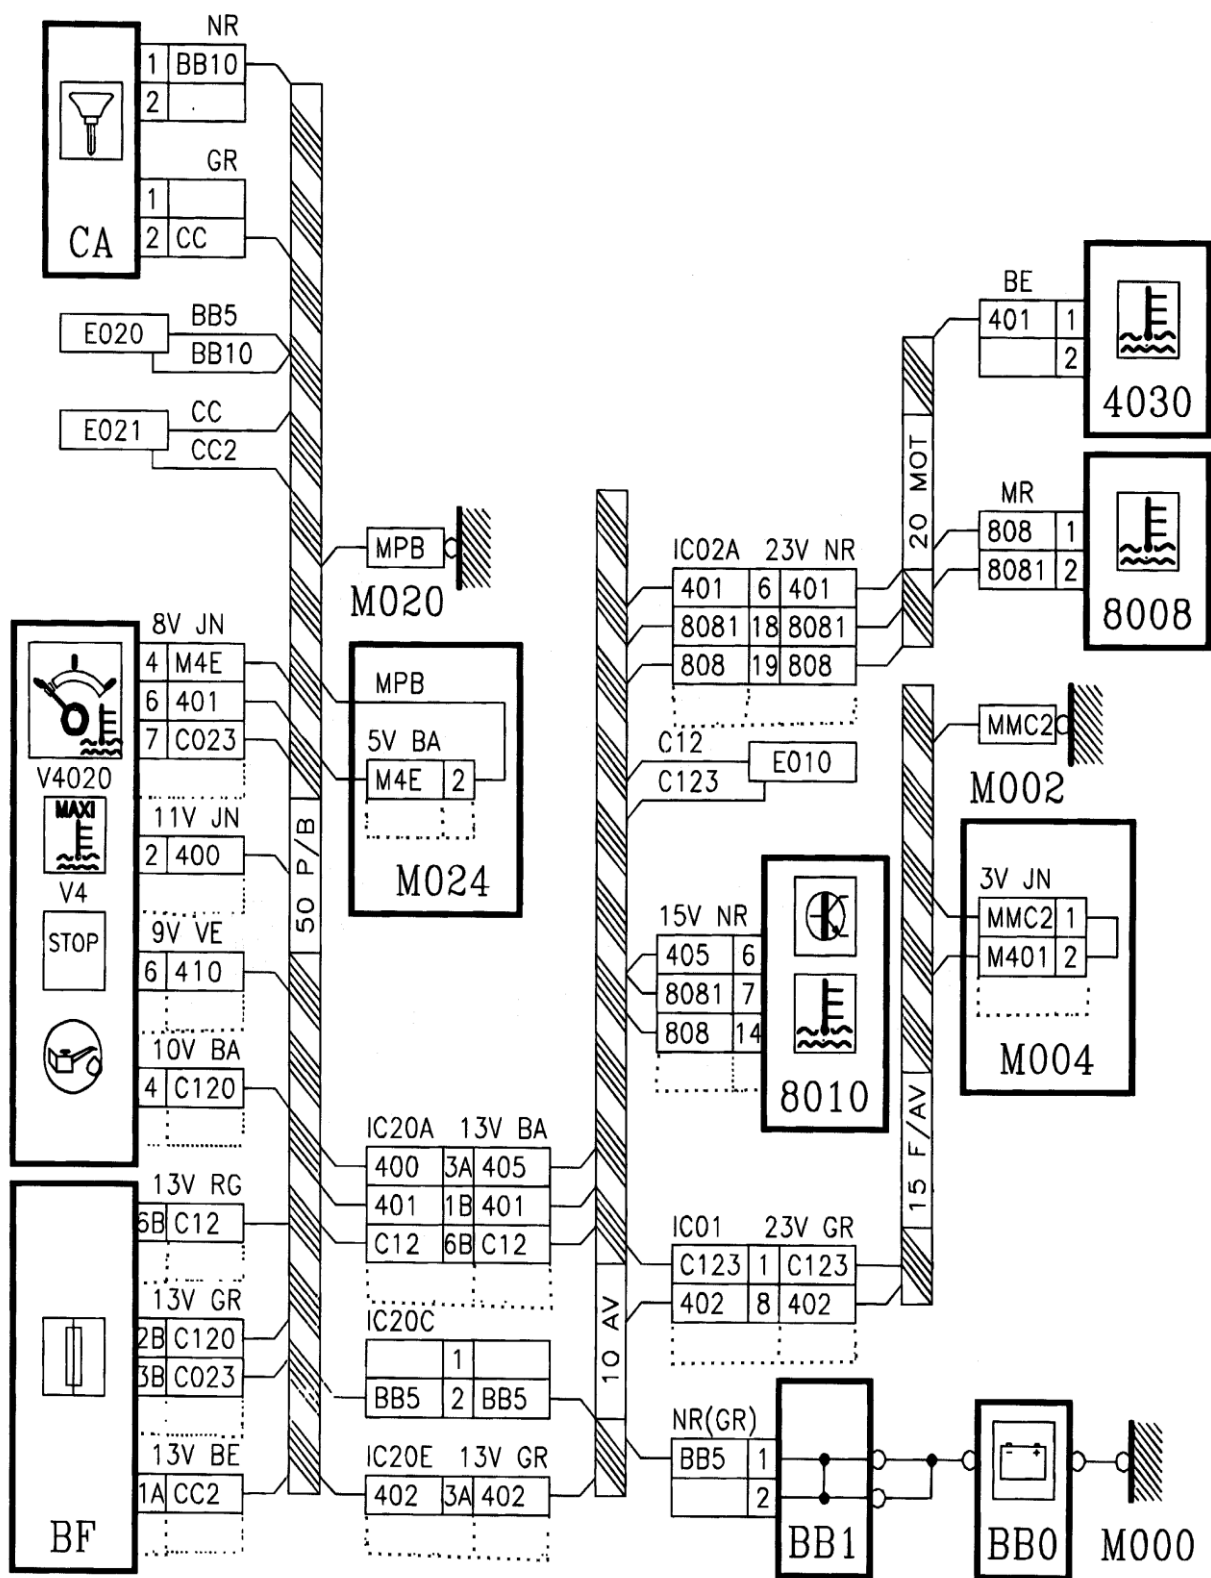 NR
1 BB10
2
GR
1
2 CC
CA
E020
BB5
BB10
E021
CC
CC2
MPB
M020
8V JN
4 M4E
6 401
7 C023
V4020
MAXI
11V JN
2 400
V4
9V VE
STOP
6 410
10V BA
4 C120
13V RG
6B C12
13V GR
2B C120
3B C023
13V BE
1A CC2
BF
50 P/B
MPB
5V BA
M4E 2
M024
IC20A 13V BA
400 3A 405
401 1B 401
C12 6B C12
IC20C
1
BB5 2 BB5
IC20E 13V GR
402 3A 402
10 AV
IC02A 23V NR
401 6 401
8081 18 8081
808 19 808
C12
C123
E010
15V NR
405 6
8081 7
808 14
8010
IC01 23V GR
C123 1 C123
402 8 402
NR(GR)
BB5 1
2
BB1
BB0
M000
20 MOT
BE
401 1
2
4030
MR
808 1
8081 2
8008
MMC2
M002
3V JN
MMC2 1
M401 2
M004
15 F/AV